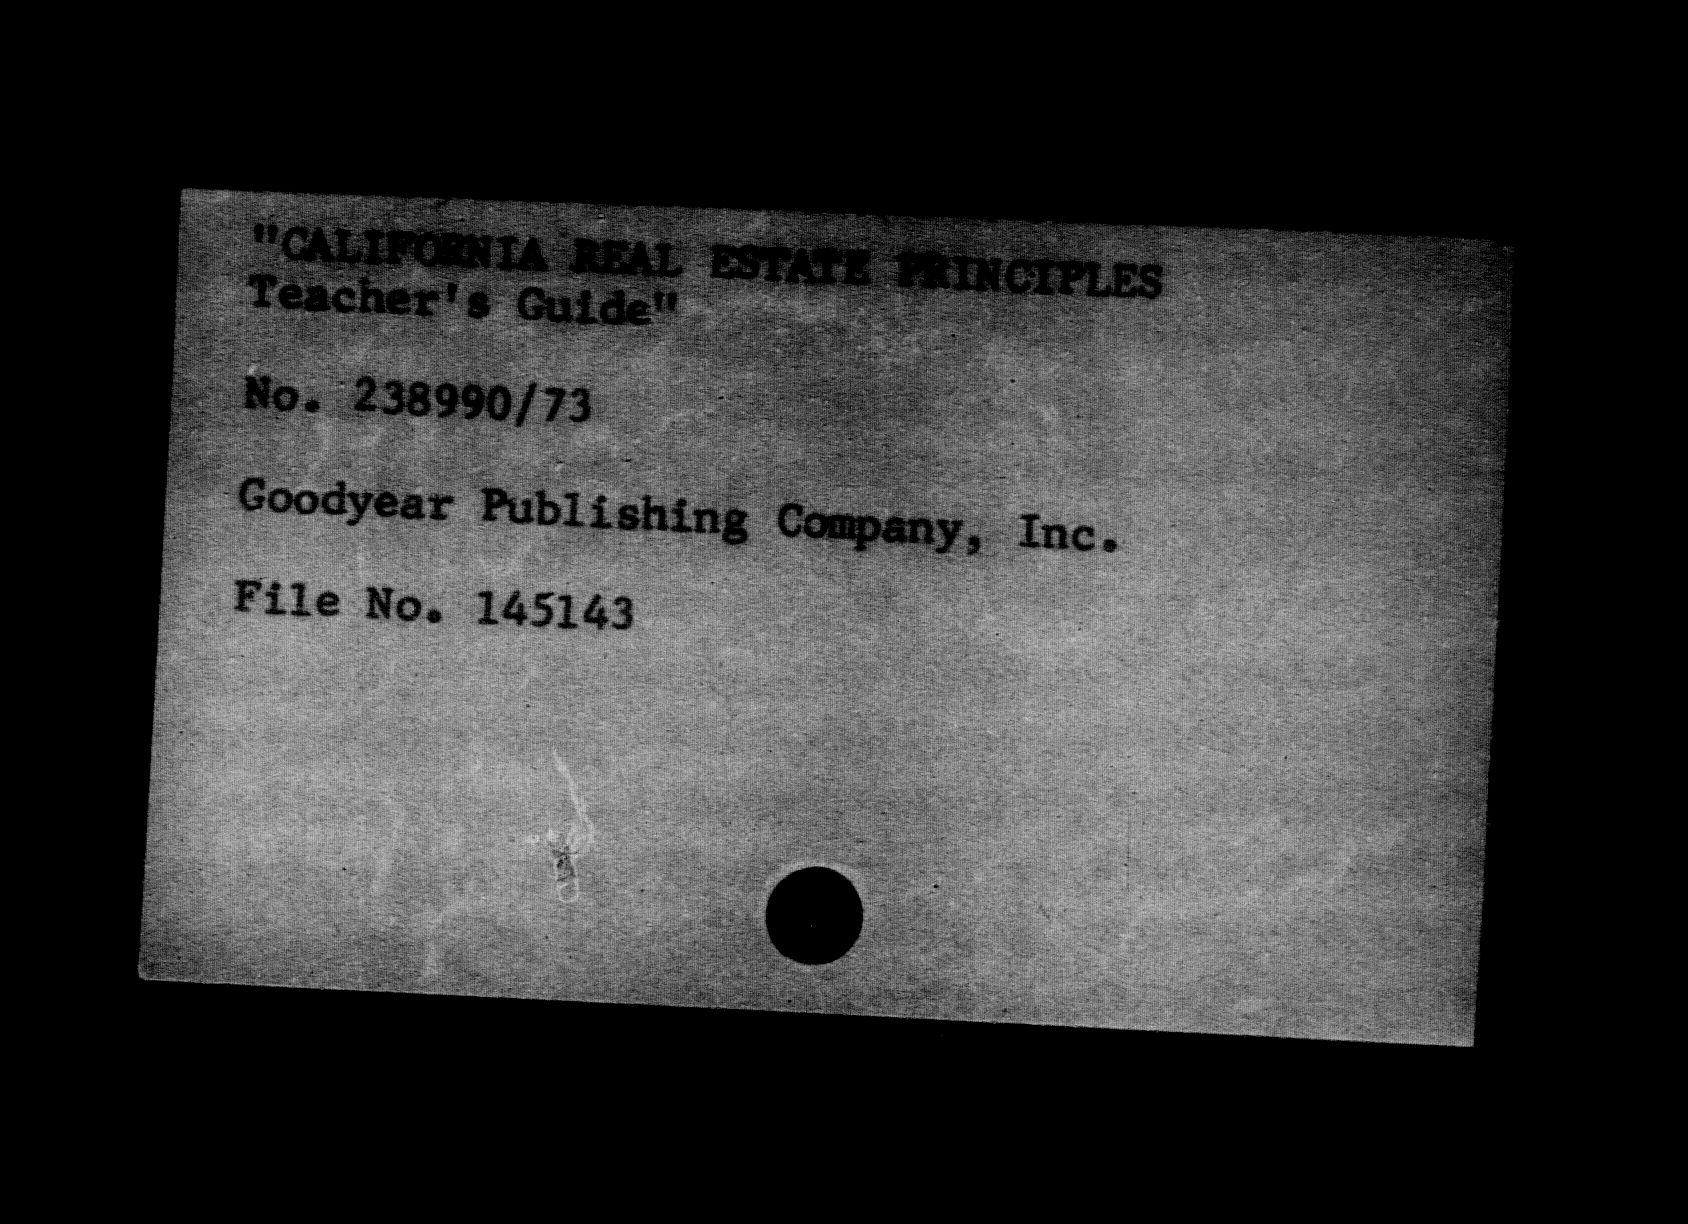 "CALIFORNIA REAL ESTATE PRINCIPLES
Teacher's Guide"
No. 238990/73
Goodyear Publishing Company, Inc.
File No. 145143